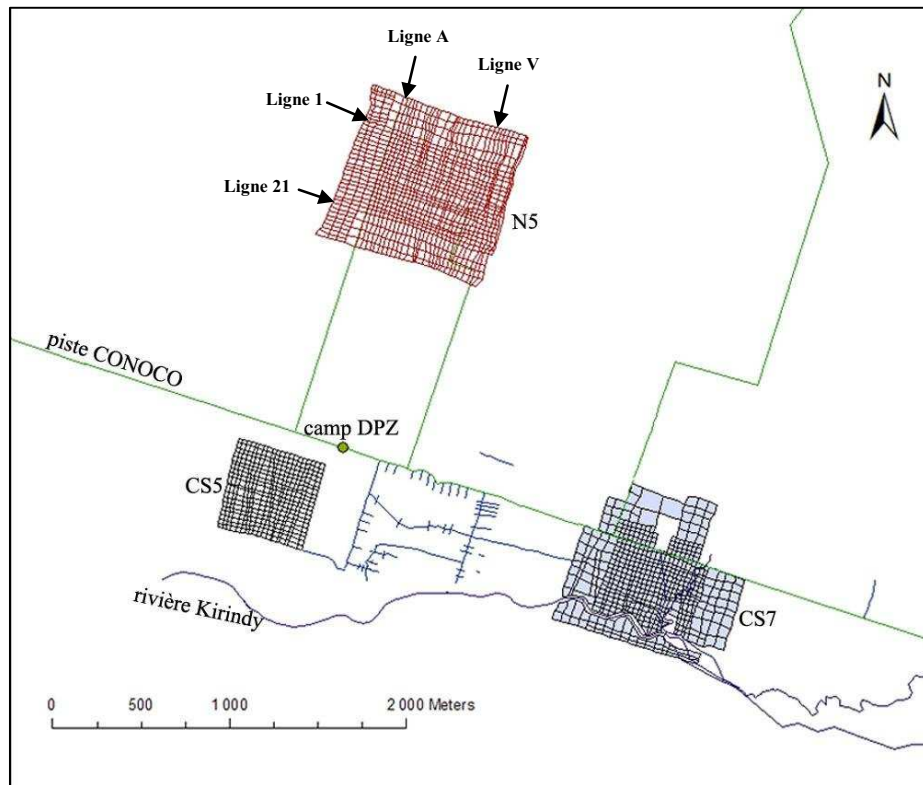 Ligne A
Ligne V
Ligne 1
N
Ligne 21
N5
piste CONOCO
camp DPZ
CS5
rivière Kirindy
CS7
0 500 1 000 2 000 Meters